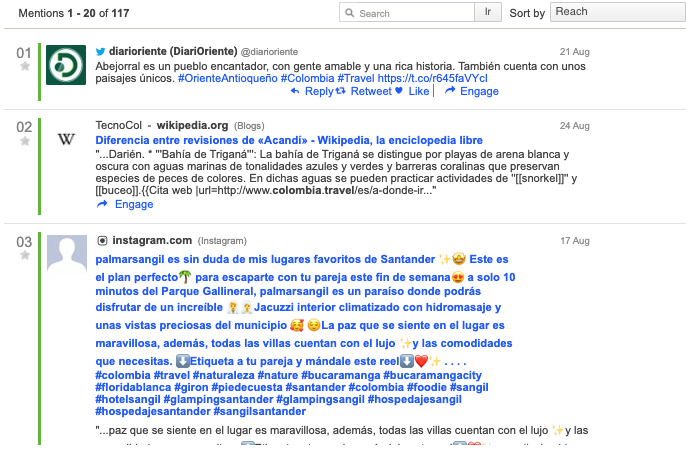 Mentions 1 - 20 of 117
Search
Ir
Sort by
Reach
01
diarioriente (DiariOriente) @diarioriente
21 Aug
Abejorral es un pueblo encantador, con gente amable y una rica historia. También cuenta con unos
paisajes únicos. #OrienteAntioqueño #Colombia #Travel https://t.co/r645faVYcI
Reply Retweet Like | Engage
02
W
TecnoCol - wikipedia.org (Blogs)
24 Aug
Diferencia entre revisiones de «Acandí» - Wikipedia, la enciclopedia libre
"...Darién. * '''Bahía de Triganá''': La bahía de Triganá se distingue por playas de arena blanca y
oscura con aguas marinas de tonalidades azules y verdes y barreras coralinas que preservan
especies de peces de colores. En dichas aguas se pueden practicar actividades de ''[[snorkel]]'' y
[[buceo]].{{Cita web |url=http://www.colombia.travel/es/a-donde-ir..."
Engage
03
instagram.com (Instagram)
17 Aug
palmarsangil es sin duda de mis lugares favoritos de Santander ✨🤩 Este es
el plan perfecto🌴 para escaparte con tu pareja este fin de semana😍 a solo 10
minutos del Parque Gallineral, palmarsangil es un paraíso donde podrás
disfrutar de un increíble 🤵👰Jacuzzi interior climatizado con hidromasaje y
unas vistas preciosas del municipio 🥰😌La paz que se siente en el lugar es
maravillosa, además, todas las villas cuentan con el lujo ✨y las comodidades
que necesitas. ⬇️Etiqueta a tu pareja y mándale este reel⬇️❤️✨ . . . .
#colombia #travel #naturaleza #nature #bucaramanga #bucaramangacity
#floridablanca #giron #piedecuesta #santander #colombia #foodie #sangil
#hotelsangil #glampingsantander #glampingsangil #hospedajesangil
#hospedajesantander #sangilsantander
"...paz que se siente en el lugar es maravillosa, además, todas las villas cuentan con el lujo ✨y las